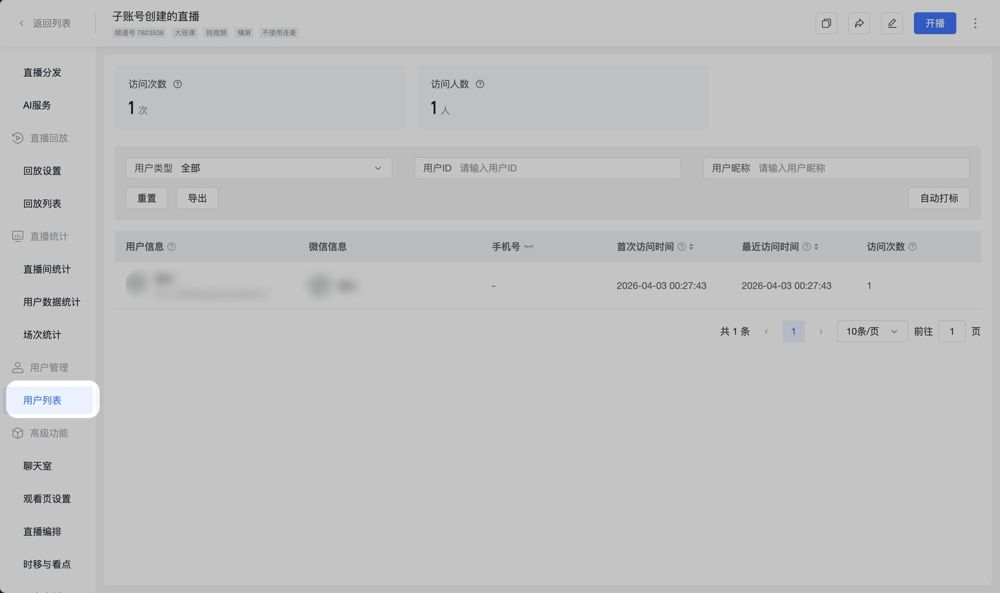 返回列表
子账号创建的直播
频道号 7623538 大班课 纯视频 横屏 不使用连麦
开播
直播分发
AI服务
直播回放
回放设置
回放列表
直播统计
直播间统计
用户数据统计
场次统计
用户管理
用户列表
高级功能
聊天室
观看页设置
直播编排
时移与看点
访问次数
1 次
访问人数
1 人
用户类型 全部
用户ID 请输入用户ID
用户昵称 请输入用户昵称
重置 导出 自动打标
用户信息 微信信息 手机号 首次访问时间 最近访问时间 访问次数
- 2026-04-03 00:27:43 2026-04-03 00:27:43 1
共 1 条 1 10条/页 前往 1 页